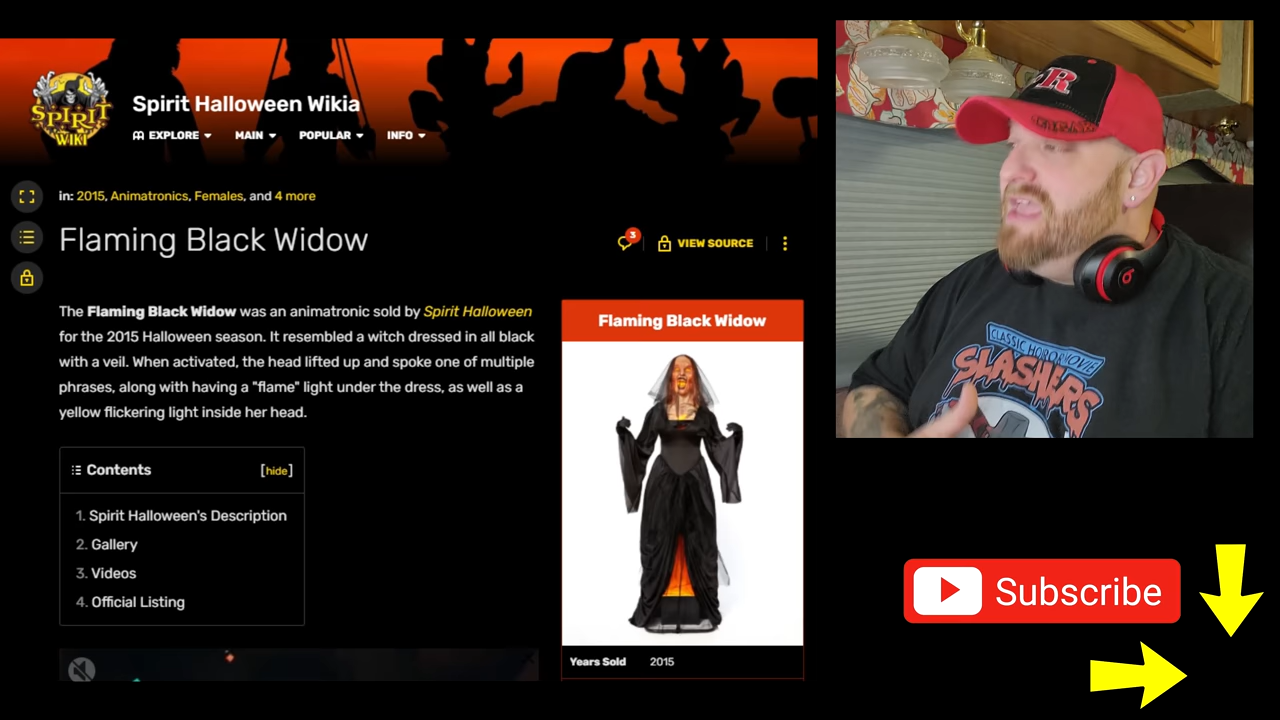 SPIRIT
WIKI
Spirit Halloween Wikia
EXPLORE MAIN POPULAR INFO
in: 2015, Animatronics, Females, and 4 more
Flaming Black Widow
3
VIEW SOURCE
The Flaming Black Widow was an animatronic sold by Spirit Halloween
for the 2015 Halloween season. It resembled a witch dressed in all black
with a veil. When activated, the head lifted up and spoke one of multiple
phrases, along with having a "flame" light under the dress, as well as a
yellow flickering light inside her head.
Contents [hide]
1. Spirit Halloween's Description
2. Gallery
3. Videos
4. Official Listing
Flaming Black Widow
Years Sold 2015
R
CLASSIC HORROR MOVIE
SLASHERS
Subscribe